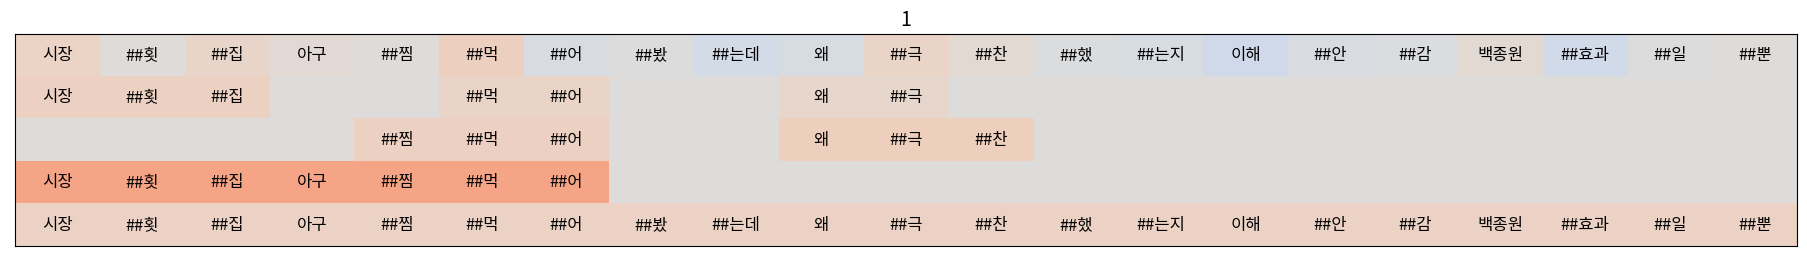 1
시장 ##횟 ##집 아구 ##찜 ##먹 ##어 ##봤 ##는데 왜 ##극 ##찬 ##했 ##는지 이해 ##안 ##감 백종원 ##효과 ##일 ##뿐
시장 ##횟 ##집 ##먹 ##어 왜 ##극
##찜 ##먹 ##어 왜 ##극 ##찬
시장 ##횟 ##집 아구 ##찜 ##먹 ##어
시장 ##횟 ##집 아구 ##찜 ##먹 ##어 ##봤 ##는데 왜 ##극 ##찬 ##했 ##는지 이해 ##안 ##감 백종원 ##효과 ##일 ##뿐